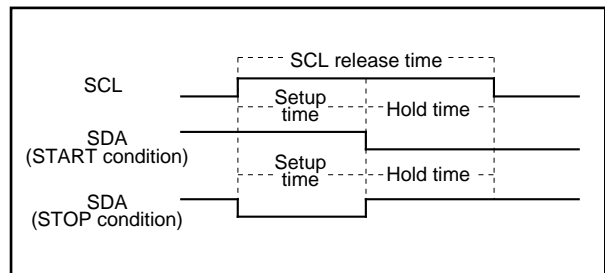 SCL release time
SCL
Setup
time
Hold time
SDA
(START condition)
Setup
time
Hold time
SDA
(STOP condition)